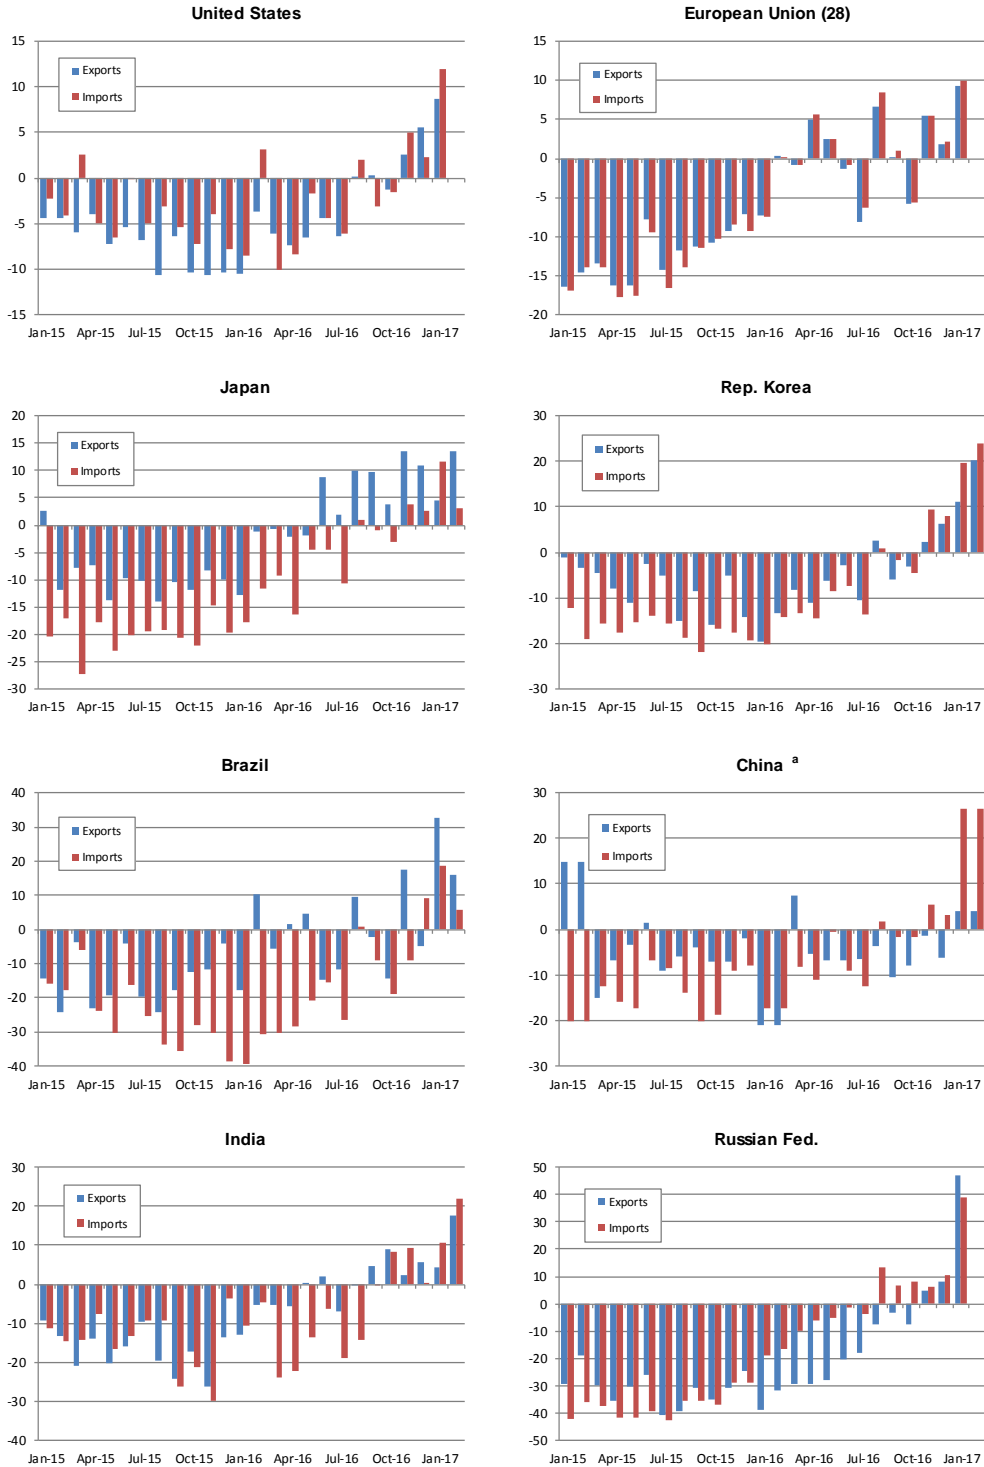 United States
15
10
5
0
-5
-10
-15
Exports
Imports
Jan-15 Apr-15 Jul-15 Oct-15 Jan-16 Apr-16 Jul-16 Oct-16 Jan-17
European Union (28)
15
10
5
0
-5
-10
-15
-20
Exports
Imports
Jan-15 Apr-15 Jul-15 Oct-15 Jan-16 Apr-16 Jul-16 Oct-16 Jan-17
Japan
20
15
10
5
0
-5
-10
-15
-20
-25
-30
Exports
Imports
Jan-15 Apr-15 Jul-15 Oct-15 Jan-16 Apr-16 Jul-16 Oct-16 Jan-17
Rep. Korea
30
20
10
0
-10
-20
-30
Exports
Imports
Jan-15 Apr-15 Jul-15 Oct-15 Jan-16 Apr-16 Jul-16 Oct-16 Jan-17
Brazil
40
30
20
10
0
-10
-20
-30
-40
Exports
Imports
Jan-15 Apr-15 Jul-15 Oct-15 Jan-16 Apr-16 Jul-16 Oct-16 Jan-17
China a
30
20
10
0
-10
-20
-30
Exports
Imports
Jan-15 Apr-15 Jul-15 Oct-15 Jan-16 Apr-16 Jul-16 Oct-16 Jan-17
India
30
20
10
0
-10
-20
-30
-40
Exports
Imports
Jan-15 Apr-15 Jul-15 Oct-15 Jan-16 Apr-16 Jul-16 Oct-16 Jan-17
Russian Fed.
50
40
30
20
10
0
-10
-20
-30
-40
-50
Exports
Imports
Jan-15 Apr-15 Jul-15 Oct-15 Jan-16 Apr-16 Jul-16 Oct-16 Jan-17